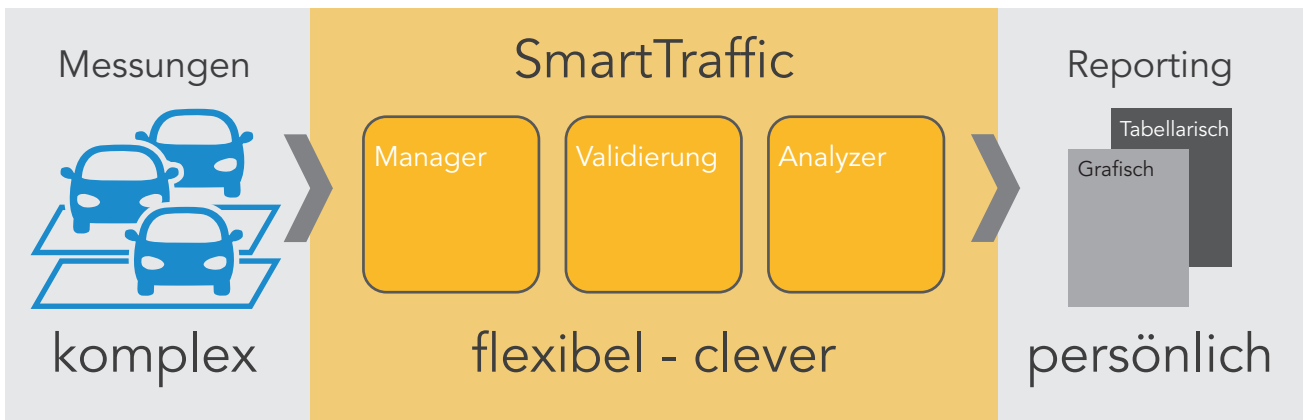 Messungen
komplex
SmartTraffic
Manager
Validierung
Analyzer
flexibel - clever
Reporting
Tabellarisch
Grafisch
persönlich